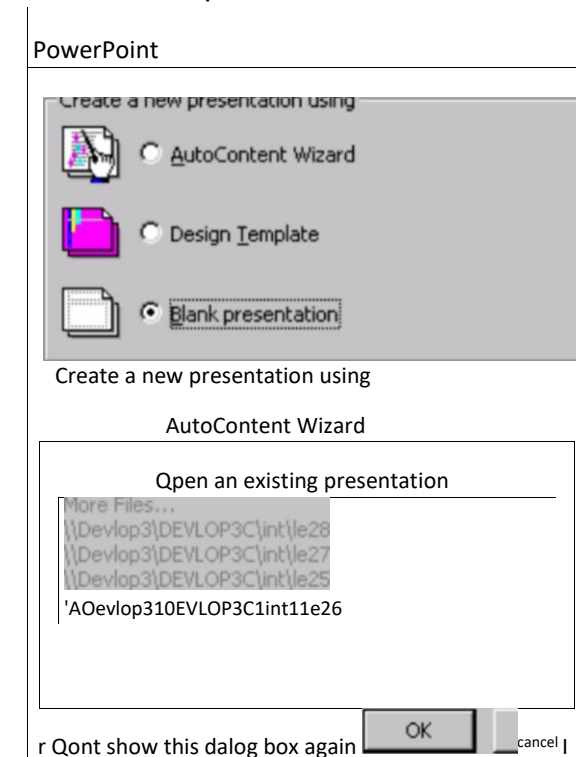 PowerPoint
Create a new presentation using
AutoContent Wizard
Design Template
Blank presentation
Create a new presentation using
AutoContent Wizard
Qpen an existing presentation
More Files...
\\Devlop3\DEVLOP3C\int\le28
\\Devlop3\DEVLOP3C\int\le27
\\Devlop3\DEVLOP3C\int\le25
'AOevlop310EVLOP3C1int11e26
r Qont show this dalog box again OK cancel I